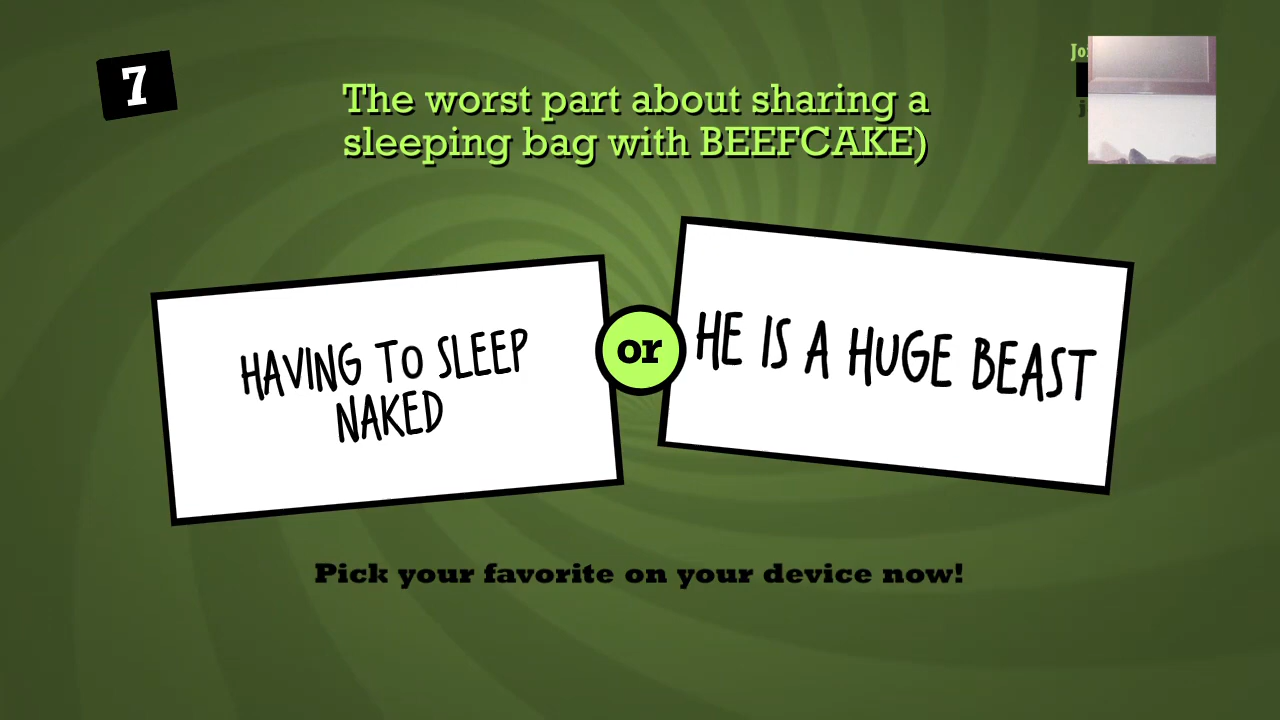 7
The worst part about sharing a
sleeping bag with BEEFCAKE)
HAVING TO SLEEP
NAKED
or
HE IS A HUGE BEAST
Pick your favorite on your device now!